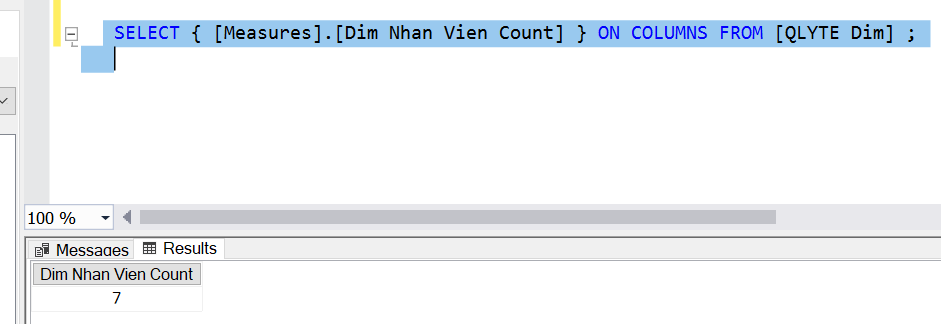 SELECT { [Measures].[Dim Nhan Vien Count] } ON COLUMNS FROM [QLYTE Dim] ;
100 %
Messages Results
Dim Nhan Vien Count
7